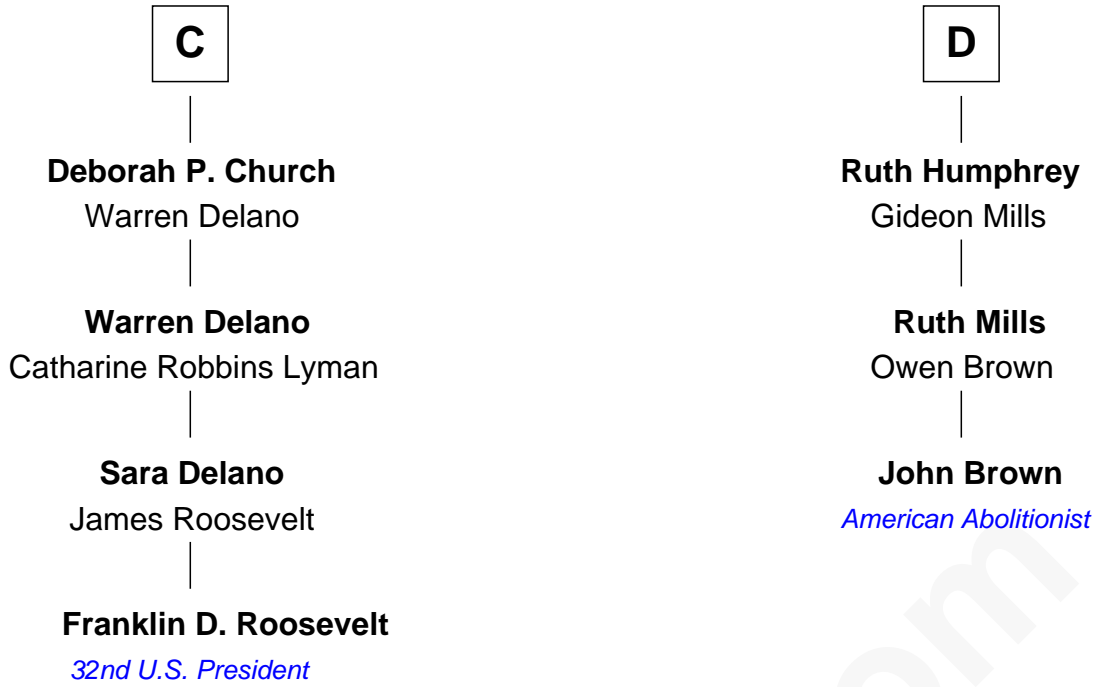 C
Deborah P. Church
Warren Delano
Warren Delano
Catharine Robbins Lyman
Sara Delano
James Roosevelt
Franklin D. Roosevelt
32nd U.S. President
D
Ruth Humphrey
Gideon Mills
Ruth Mills
Owen Brown
John Brown
American Abolitionist
om